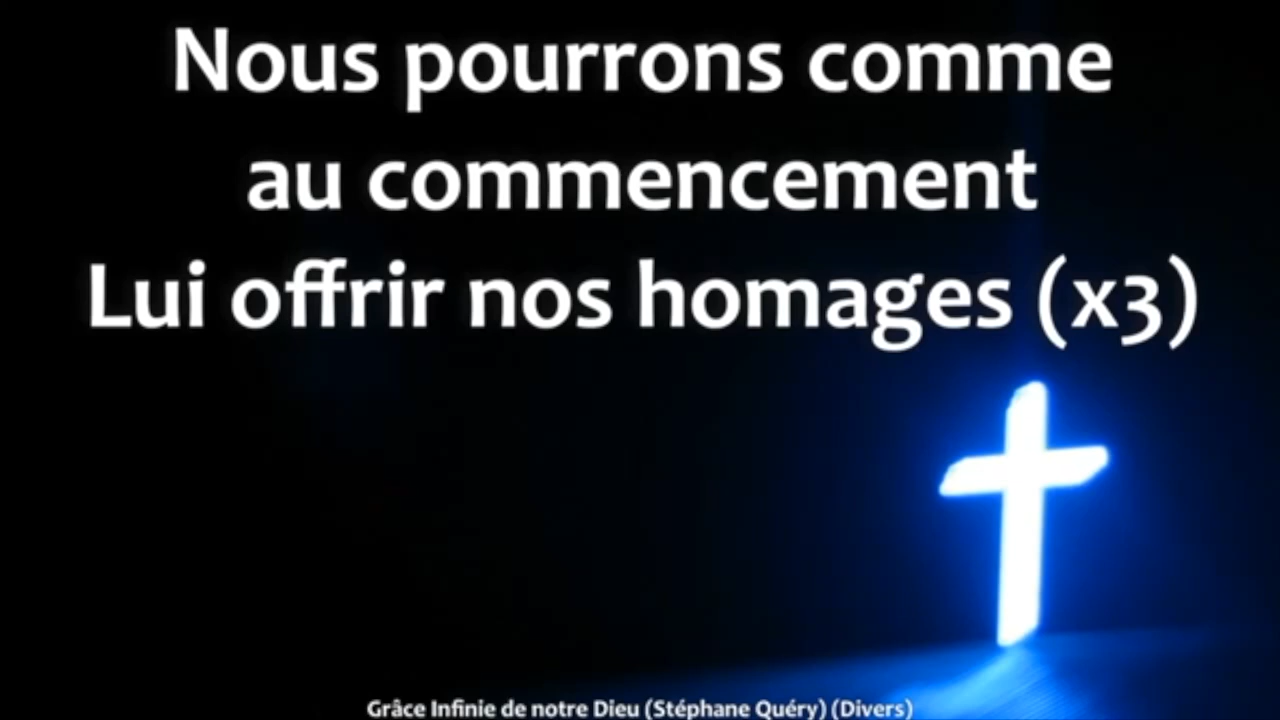 Nous pourrons comme
au commencement
Lui offrir nos homages (x3)
Grâce Infinie de notre Dieu (Stéphane Quéry) (Divers)